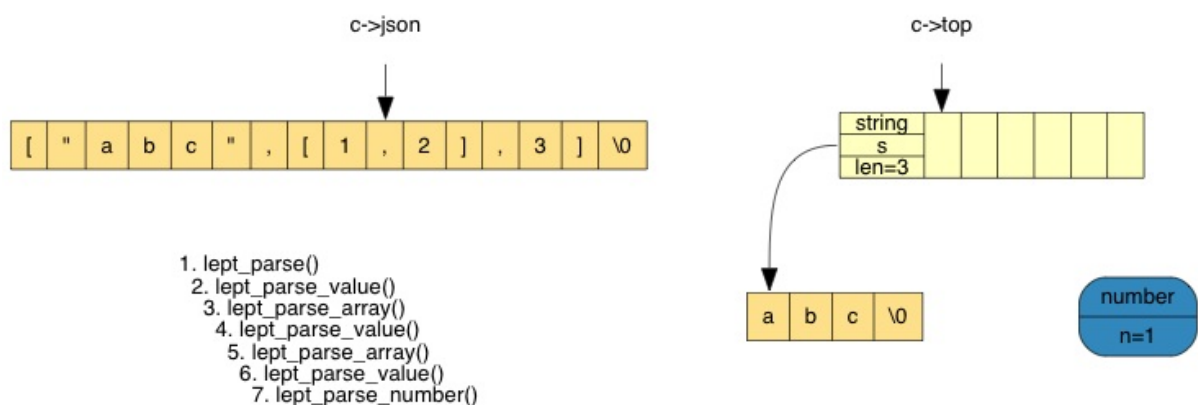 c->json
c->top
[ " a b c " , [ 1 , 2 ] , 3 ] \0
string
s
len=3
1. lept_parse()
2. lept_parse_value()
3. lept_parse_array()
4. lept_parse_value()
5. lept_parse_array()
6. lept_parse_value()
7. lept_parse_number()
a b c \0
number
n=1